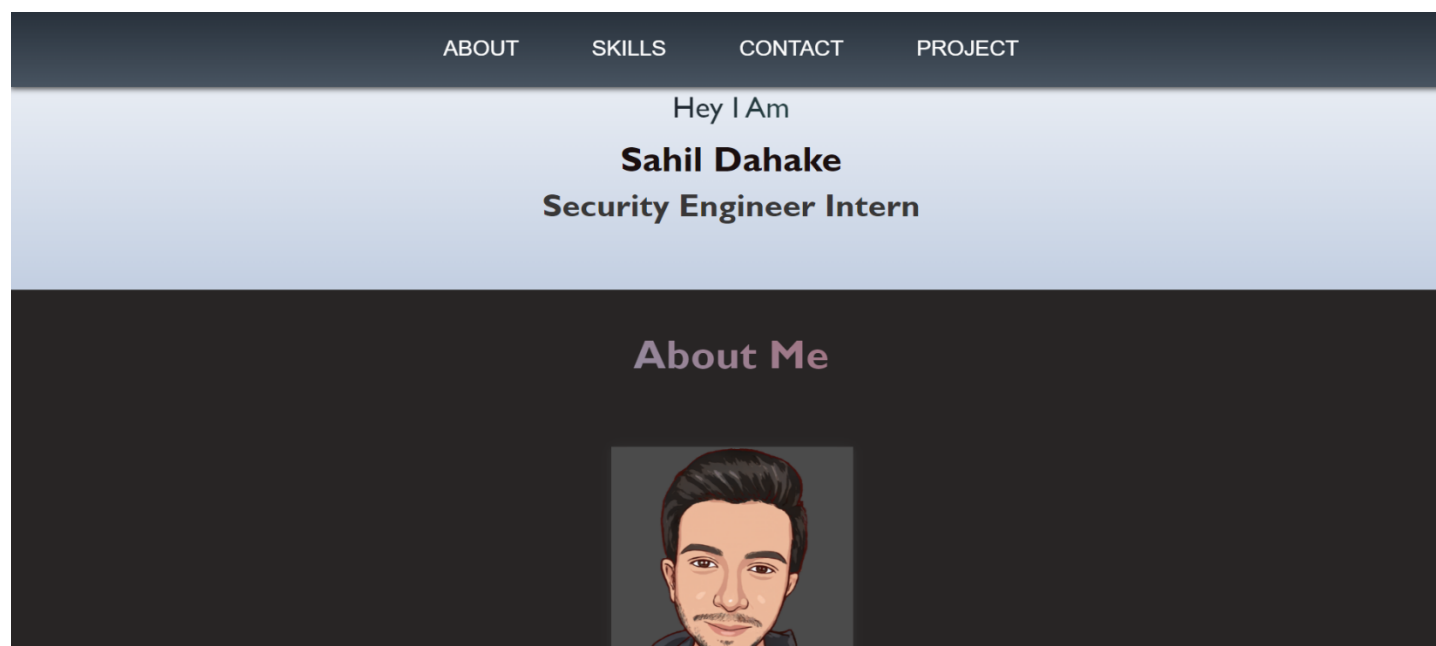 ABOUT SKILLS CONTACT PROJECT
Hey I Am
Sahil Dahake
Security Engineer Intern
About Me